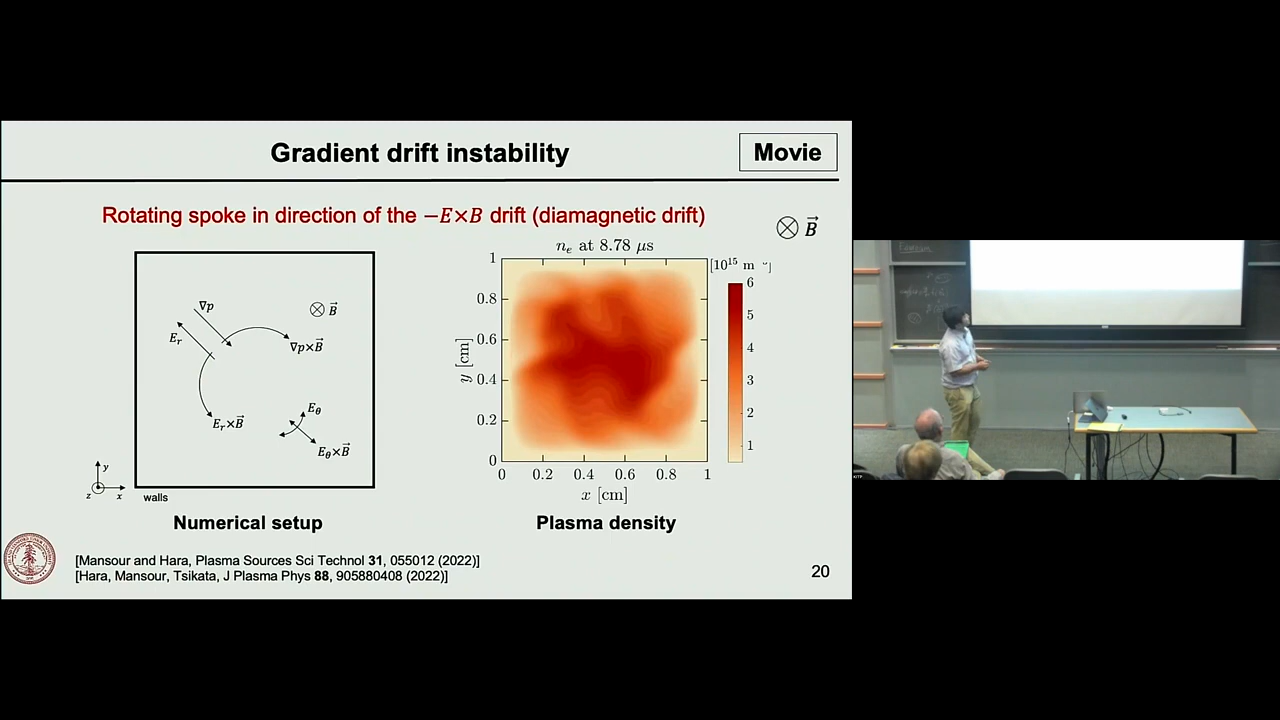 Gradient drift instability
Movie
Rotating spoke in direction of the −E×B drift (diamagnetic drift)
⊗ B⃗
∇p
⊗ B⃗
E_r
∇p×B⃗
E_r×B⃗
E_θ
E_θ×B⃗
y
z x
walls
Numerical setup
n_e at 8.78 μs
[10¹⁵ m
1
0.8
0.6
0.4
0.2
0
y [cm]
0 0.2 0.4 0.6 0.8 1
x [cm]
6
5
4
3
2
1
Plasma density
[Mansour and Hara, Plasma Sources Sci Technol 31, 055012 (2022)]
[Hara, Mansour, Tsikata, J Plasma Phys 88, 905880408 (2022)]
20